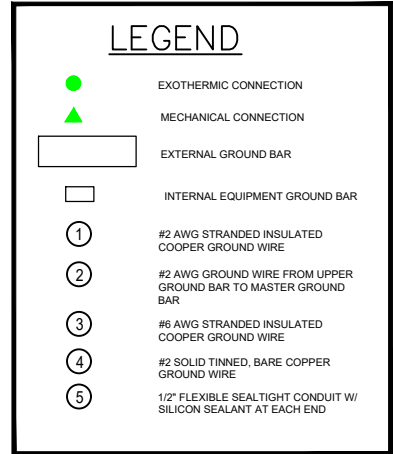 LEGEND
EXOTHERMIC CONNECTION
MECHANICAL CONNECTION
EXTERNAL GROUND BAR
INTERNAL EQUIPMENT GROUND BAR
1 #2 AWG STRANDED INSULATED
COOPER GROUND WIRE
2 #2 AWG GROUND WIRE FROM UPPER
GROUND BAR TO MASTER GROUND
BAR
3 #6 AWG STRANDED INSULATED
COOPER GROUND WIRE
4 #2 SOLID TINNED, BARE COPPER
GROUND WIRE
5 1/2" FLEXIBLE SEALTIGHT CONDUIT W/
SILICON SEALANT AT EACH END